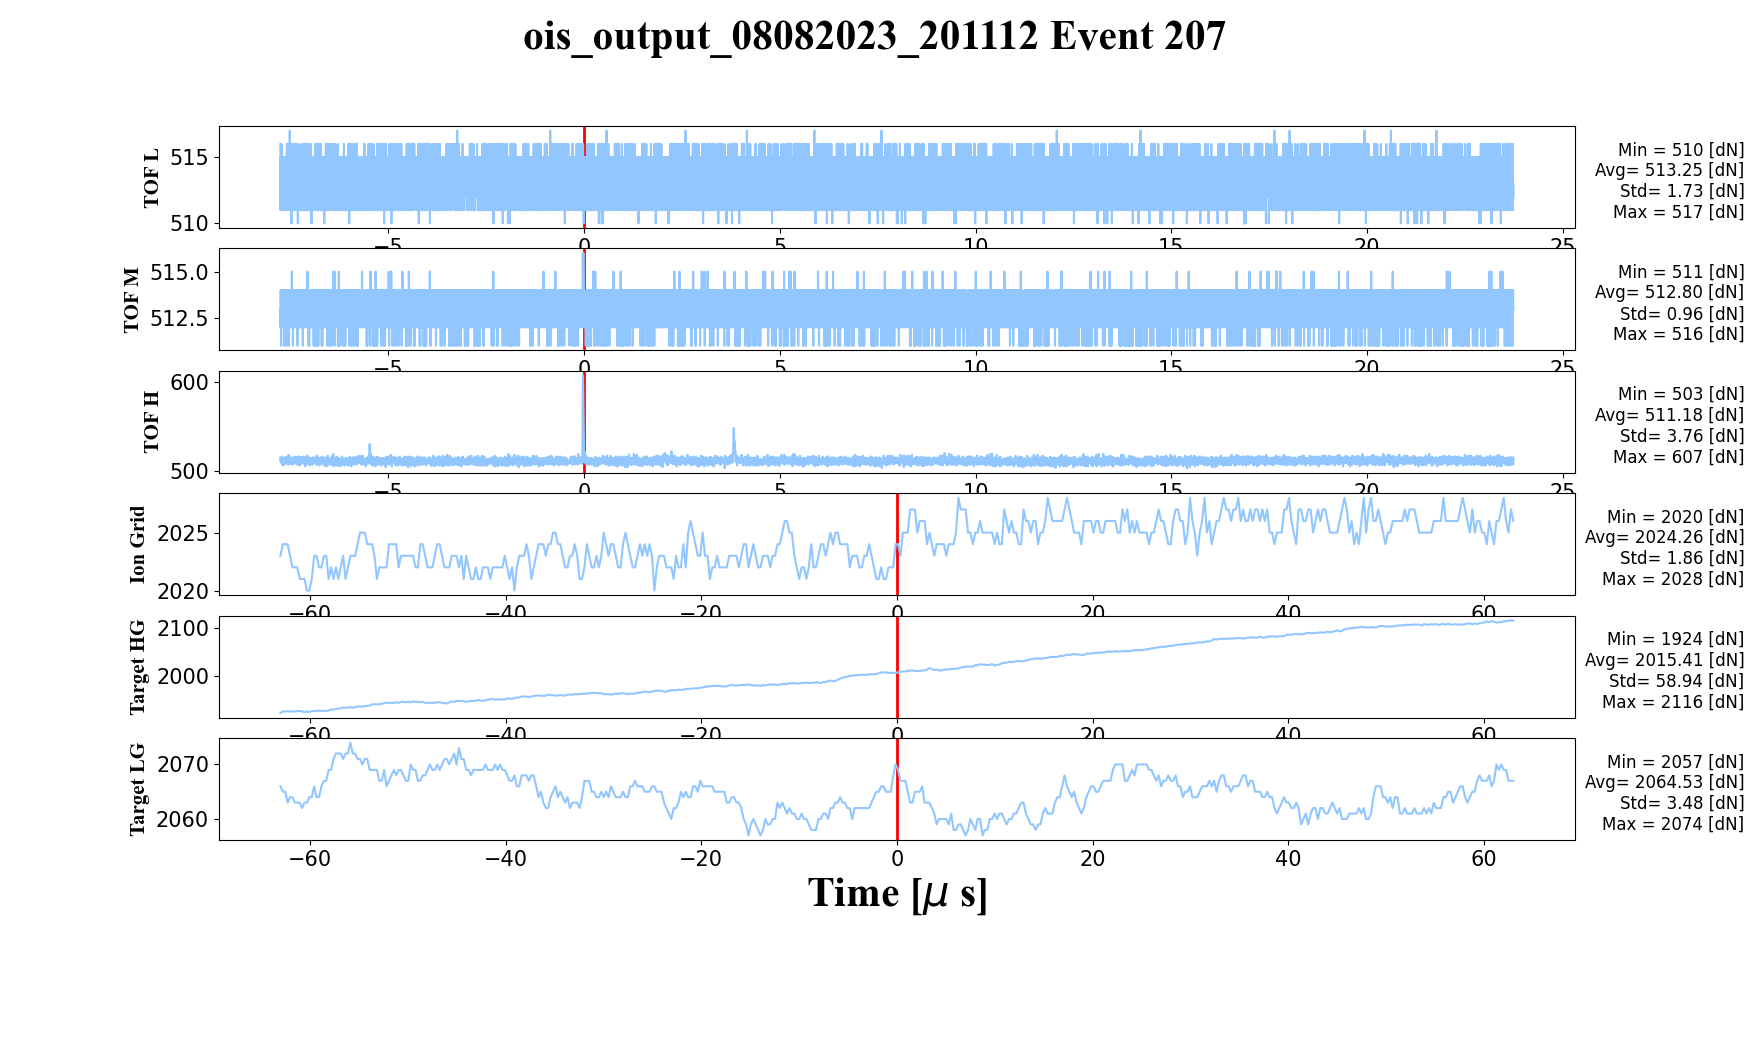 ois_output_08082023_201112 Event 207
TOF L
515
510
−5 0 5 10 15 20 25
Min = 510 [dN]
Avg= 513.25 [dN]
Std= 1.73 [dN]
Max = 517 [dN]
TOF M
515.0
512.5
−5 0 5 10 15 20 25
Min = 511 [dN]
Avg= 512.80 [dN]
Std= 0.96 [dN]
Max = 516 [dN]
TOF H
600
500
−5 0 5 10 15 20 25
Min = 503 [dN]
Avg= 511.18 [dN]
Std= 3.76 [dN]
Max = 607 [dN]
Ion Grid
2025
2020
−60 −40 −20 0 20 40 60
Min = 2020 [dN]
Avg= 2024.26 [dN]
Std= 1.86 [dN]
Max = 2028 [dN]
Target HG
2100
2000
−60 −40 −20 0 20 40 60
Min = 1924 [dN]
Avg= 2015.41 [dN]
Std= 58.94 [dN]
Max = 2116 [dN]
Target LG
2070
2060
−60 −40 −20 0 20 40 60
Min = 2057 [dN]
Avg= 2064.53 [dN]
Std= 3.48 [dN]
Max = 2074 [dN]
Time [μ s]